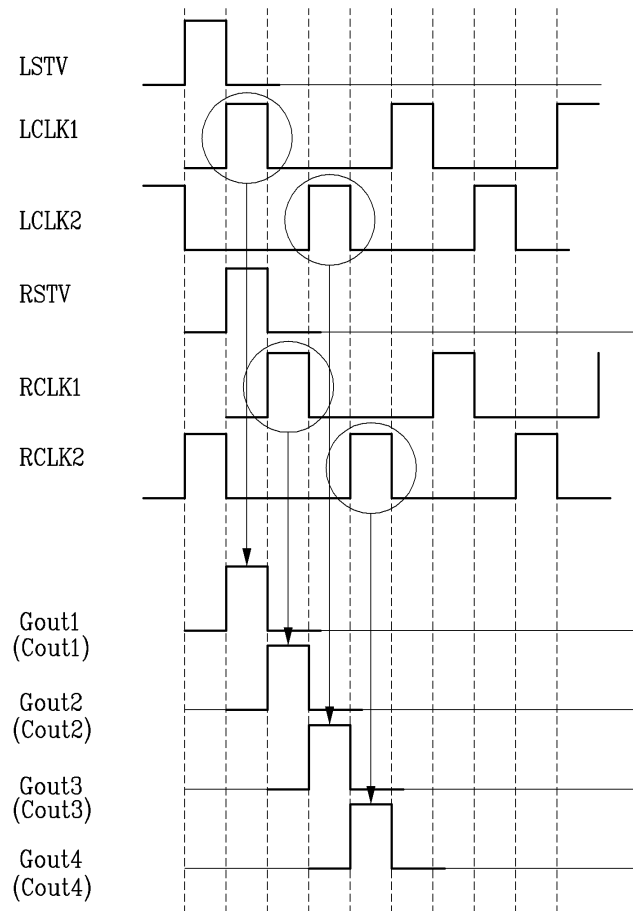 LSTV
LCLK1
LCLK2
RSTV
RCLK1
RCLK2
Gout1
(Cout1)
Gout2
(Cout2)
Gout3
(Cout3)
Gout4
(Cout4)